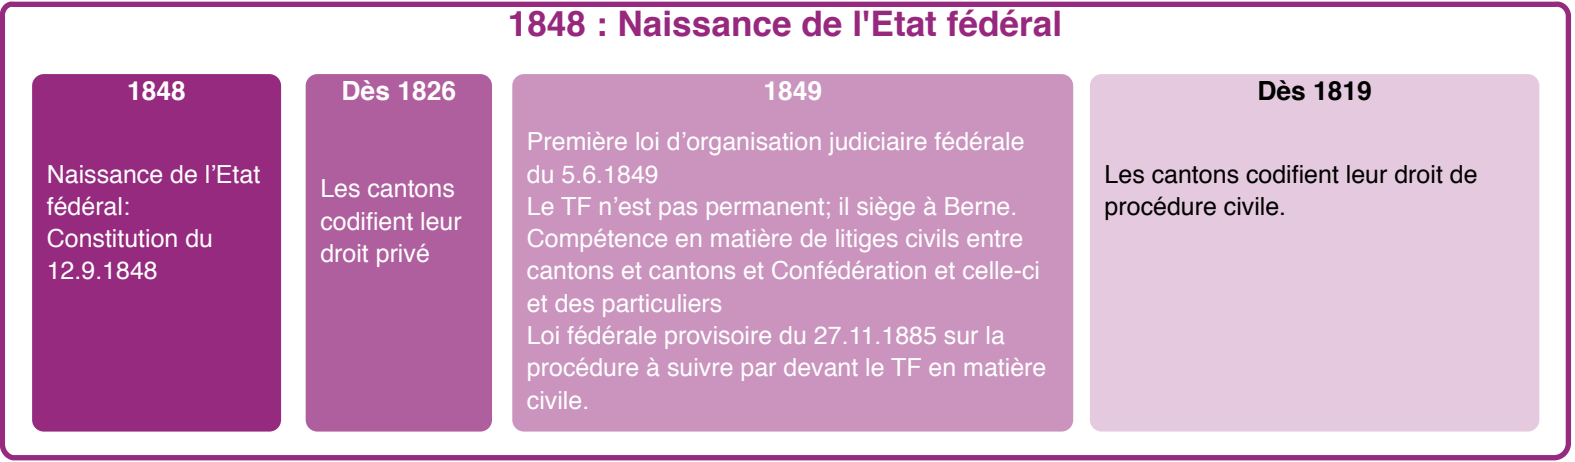 1848 : Naissance de l'Etat fédéral
1848
Naissance de l’Etat
fédéral:
Constitution du
12.9.1848
Dès 1826
Les cantons
codifient leur
droit privé
1849
Première loi d’organisation judiciaire fédérale
du 5.6.1849
Le TF n’est pas permanent; il siège à Berne.
Compétence en matière de litiges civils entre
cantons et cantons et Confédération et celle-ci
et des particuliers
Loi fédérale provisoire du 27.11.1885 sur la
procédure à suivre par devant le TF en matière
civile.
Dès 1819
Les cantons codifient leur droit de
procédure civile.